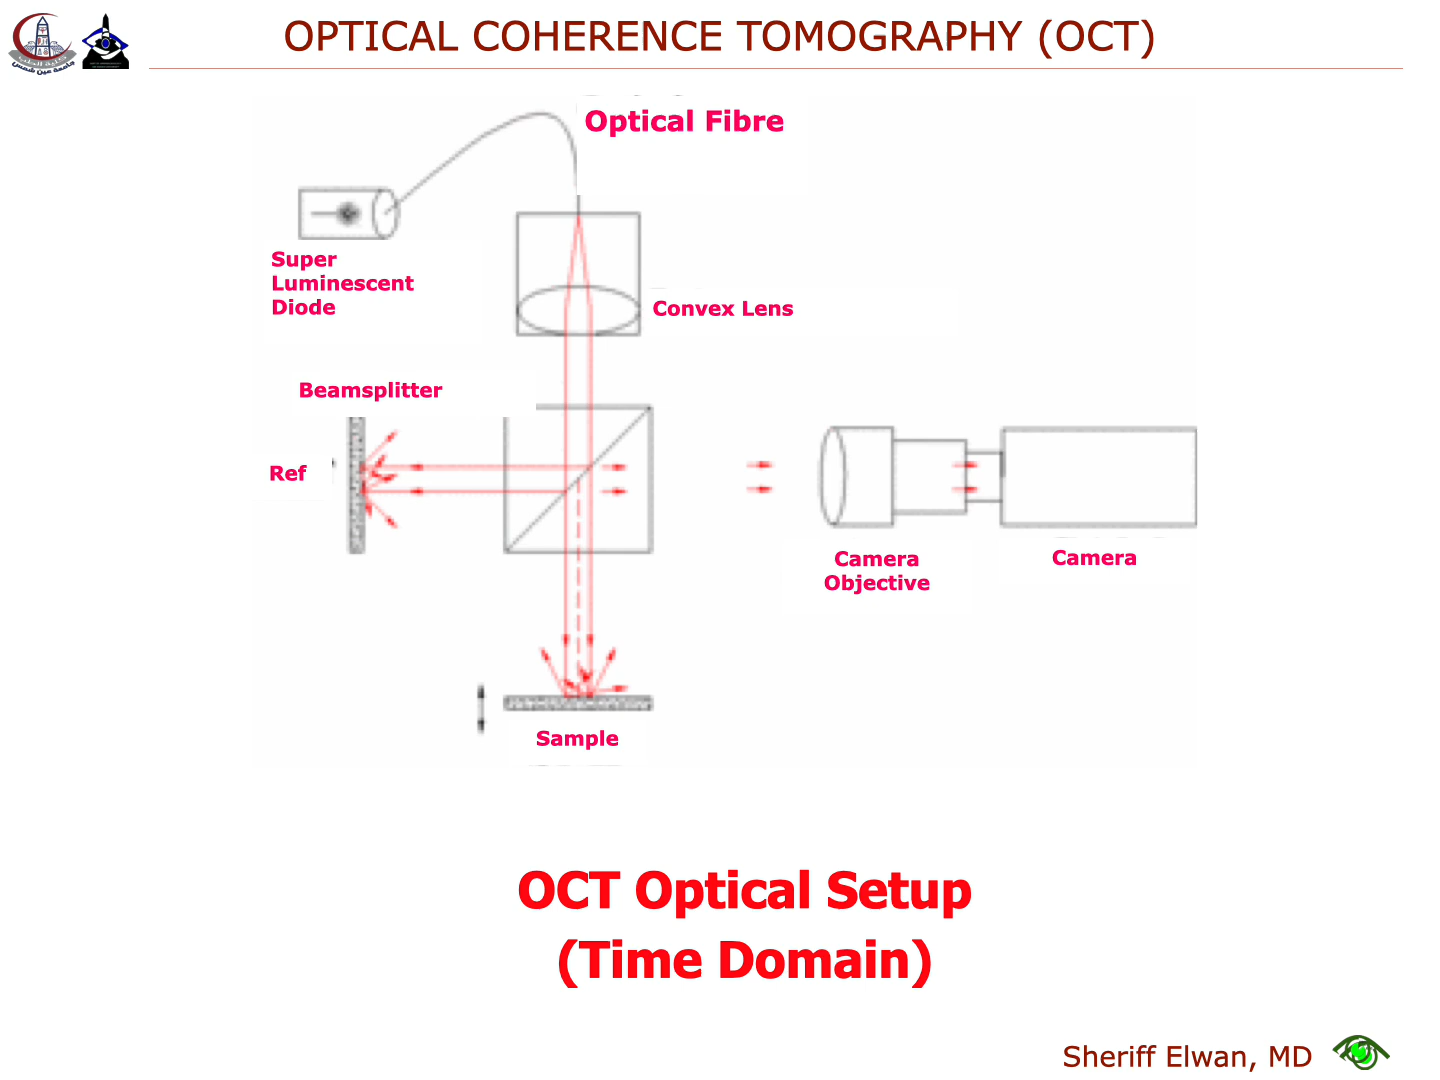 OPTICAL COHERENCE TOMOGRAPHY (OCT)
Optical Fibre
Super
Luminescent
Diode
Convex Lens
Beamsplitter
Ref
Camera
Objective
Camera
Sample
OCT Optical Setup
(Time Domain)
Sheriff Elwan, MD